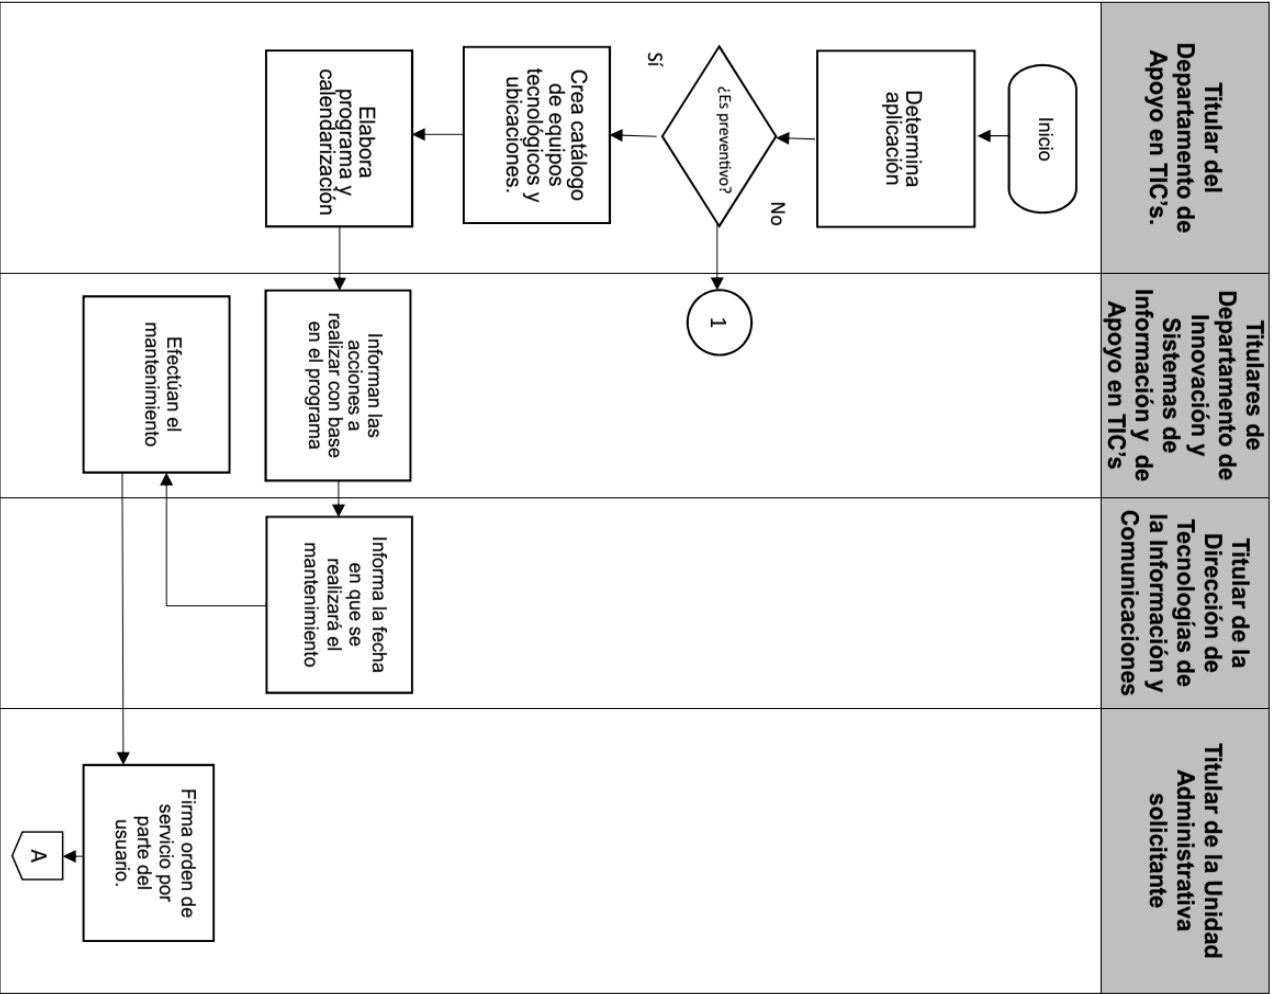 Titular del
Departamento de
Apoyo en TIC's.
Titulares de
Departamento de
Innovación y
Sistemas de
Información y de
Apoyo en TIC's
Titular de la
Dirección de
Tecnologías de
la Información y
Comunicaciones
Titular de la Unidad
Administrativa
solicitante
Inicio
Determina
aplicación
No
¿Es preventivo?
1
Sí
Crea catálogo
de equipos
tecnológicos y
ubicaciones.
Elabora
programa y
calendarización
Informan las
acciones a
realizar con base
en el programa
Informa la fecha
en que se
realizará el
mantenimiento
Efectúan el
mantenimiento
Firma orden de
servicio por
parte del
usuario.
A